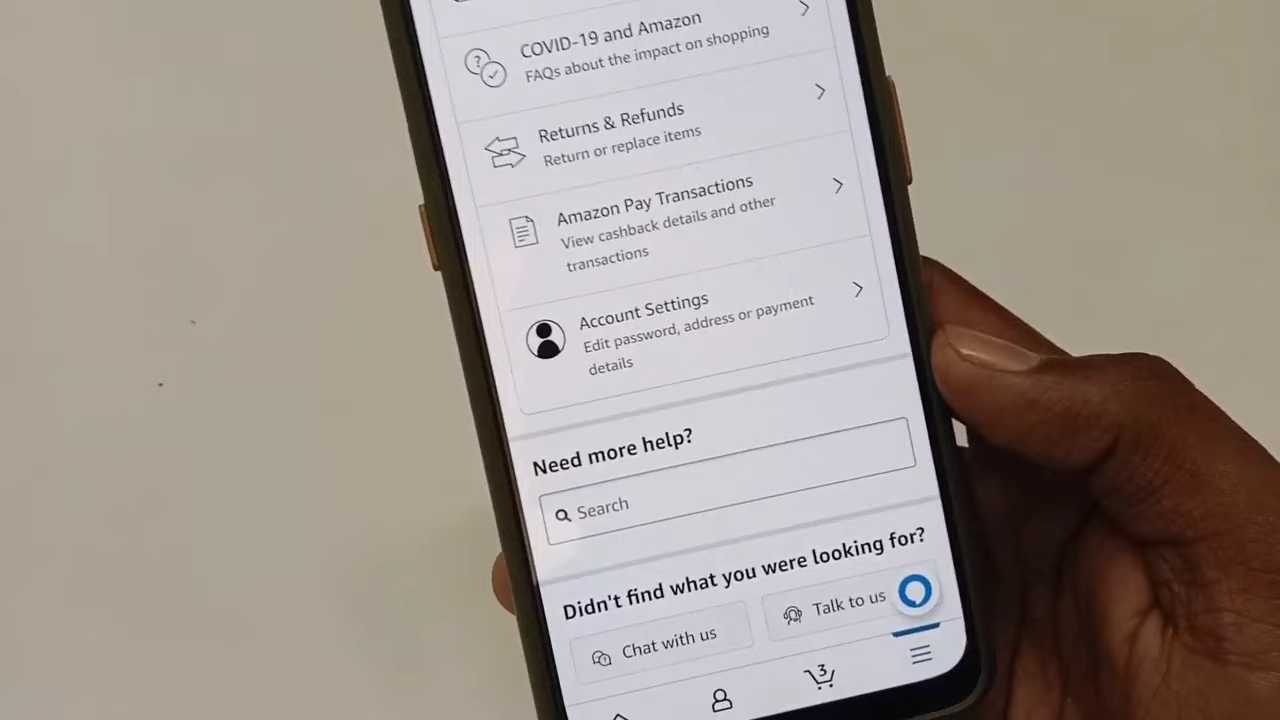 COVID-19 and Amazon
FAQs about the impact on shopping
Returns & Refunds
Return or replace items
Amazon Pay Transactions
View cashback details and other
transactions
Account Settings
Edit password, address or payment
details
Need more help?
Search
Didn't find what you were looking for?
Chat with us
Talk to us
3